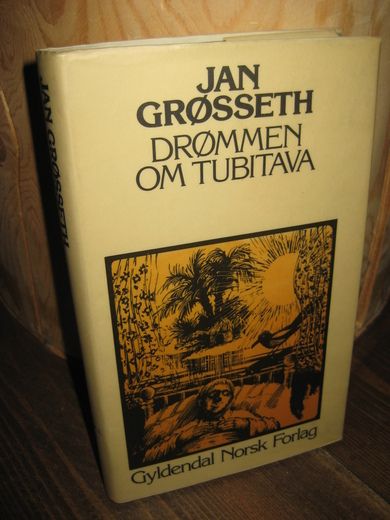 JAN
GRØSSETH
DRØMMEN
OM TUBITAVA
Gyldendal Norsk Forlag
JAN GRØSSETH